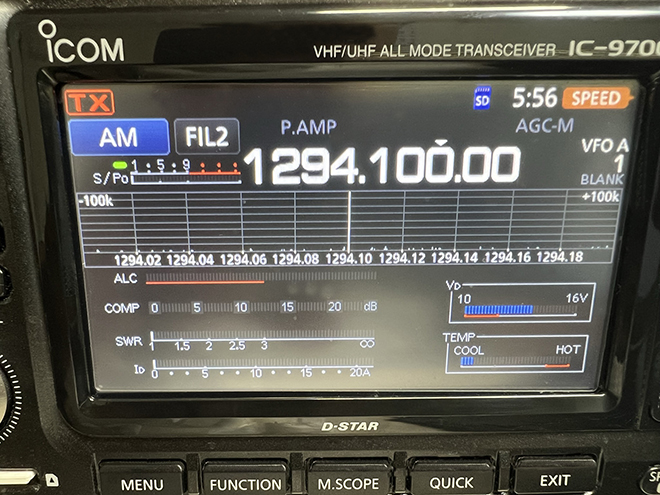 ICOM VHF/UHF ALL MODE TRANSCEIVER IC-970
TX SD 5:56 SPEED
AM FIL2 P.AMP AGC-M
1294.100.00 VFO A
1
BLANK
S/Po 1 · 5 · 9
-100k +100k
1294.02 1294.04 1294.06 1294.08 1294.10 1294.12 1294.14 1294.16 1294.18
ALC
COMP 0 5 10 15 20 dB
SWR 1 1.5 2 2.5 3 ∞
ID 0 · · 5 · · 10 · · 15 · · 20A
VD
10 16V
TEMP
COOL HOT
D-STAR
MENU FUNCTION M.SCOPE QUICK EXIT